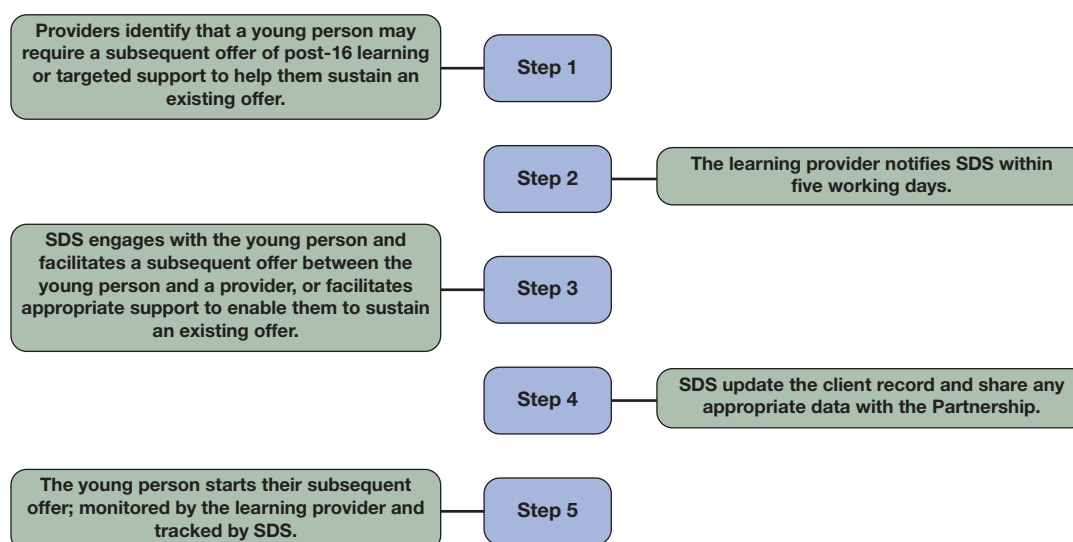 Providers identify that a young person may
require a subsequent offer of post-16 learning
or targeted support to help them sustain an
existing offer.
Step 1
Step 2
The learning provider notifies SDS within
five working days.
SDS engages with the young person and
facilitates a subsequent offer between the
young person and a provider, or facilitates
appropriate support to enable them to sustain
an existing offer.
Step 3
Step 4
SDS update the client record and share any
appropriate data with the Partnership.
The young person starts their subsequent
offer; monitored by the learning provider and
tracked by SDS.
Step 5